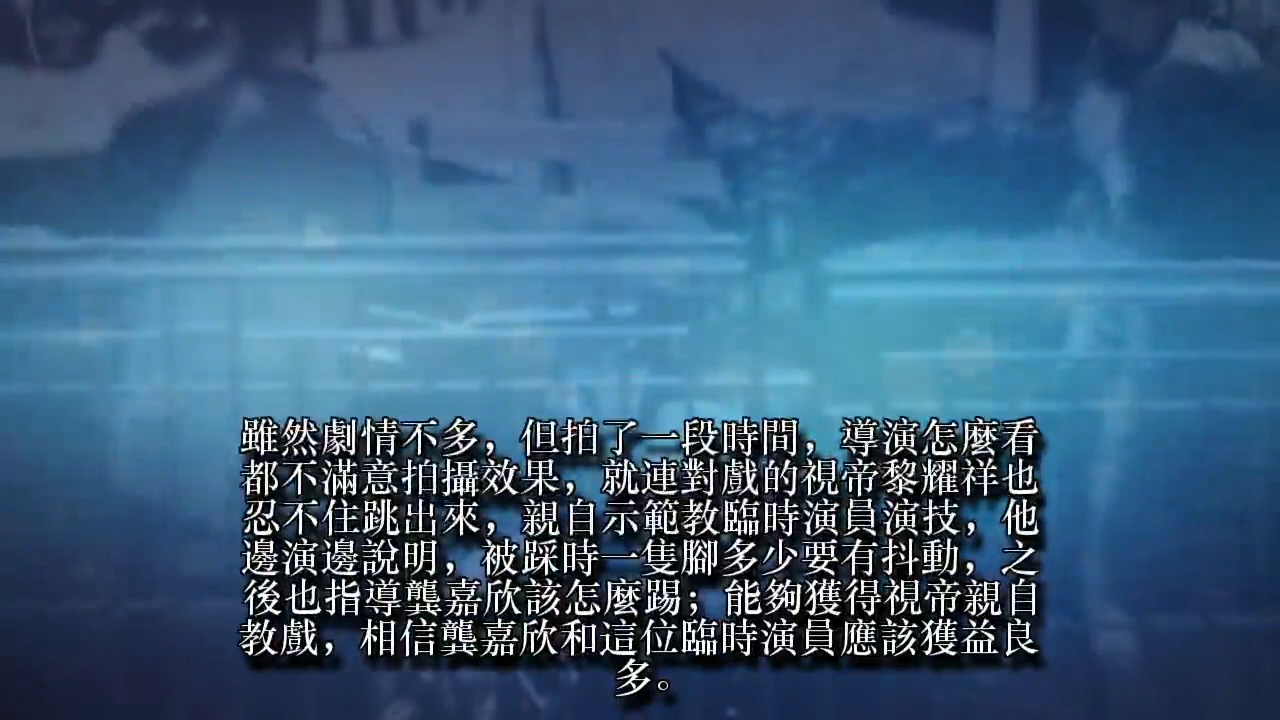 雖然劇情不多，但拍了一段時間，導演怎麼看
都不滿意拍攝效果，就連對戲的視帝黎耀祥也
忍不住跳出來，親自示範教臨時演員演技，他
邊演邊說明，被踩時一隻腳多少要有抖動，之
後也指導龔嘉欣該怎麼踢；能夠獲得視帝親自
教戲，相信龔嘉欣和這位臨時演員應該獲益良
多。